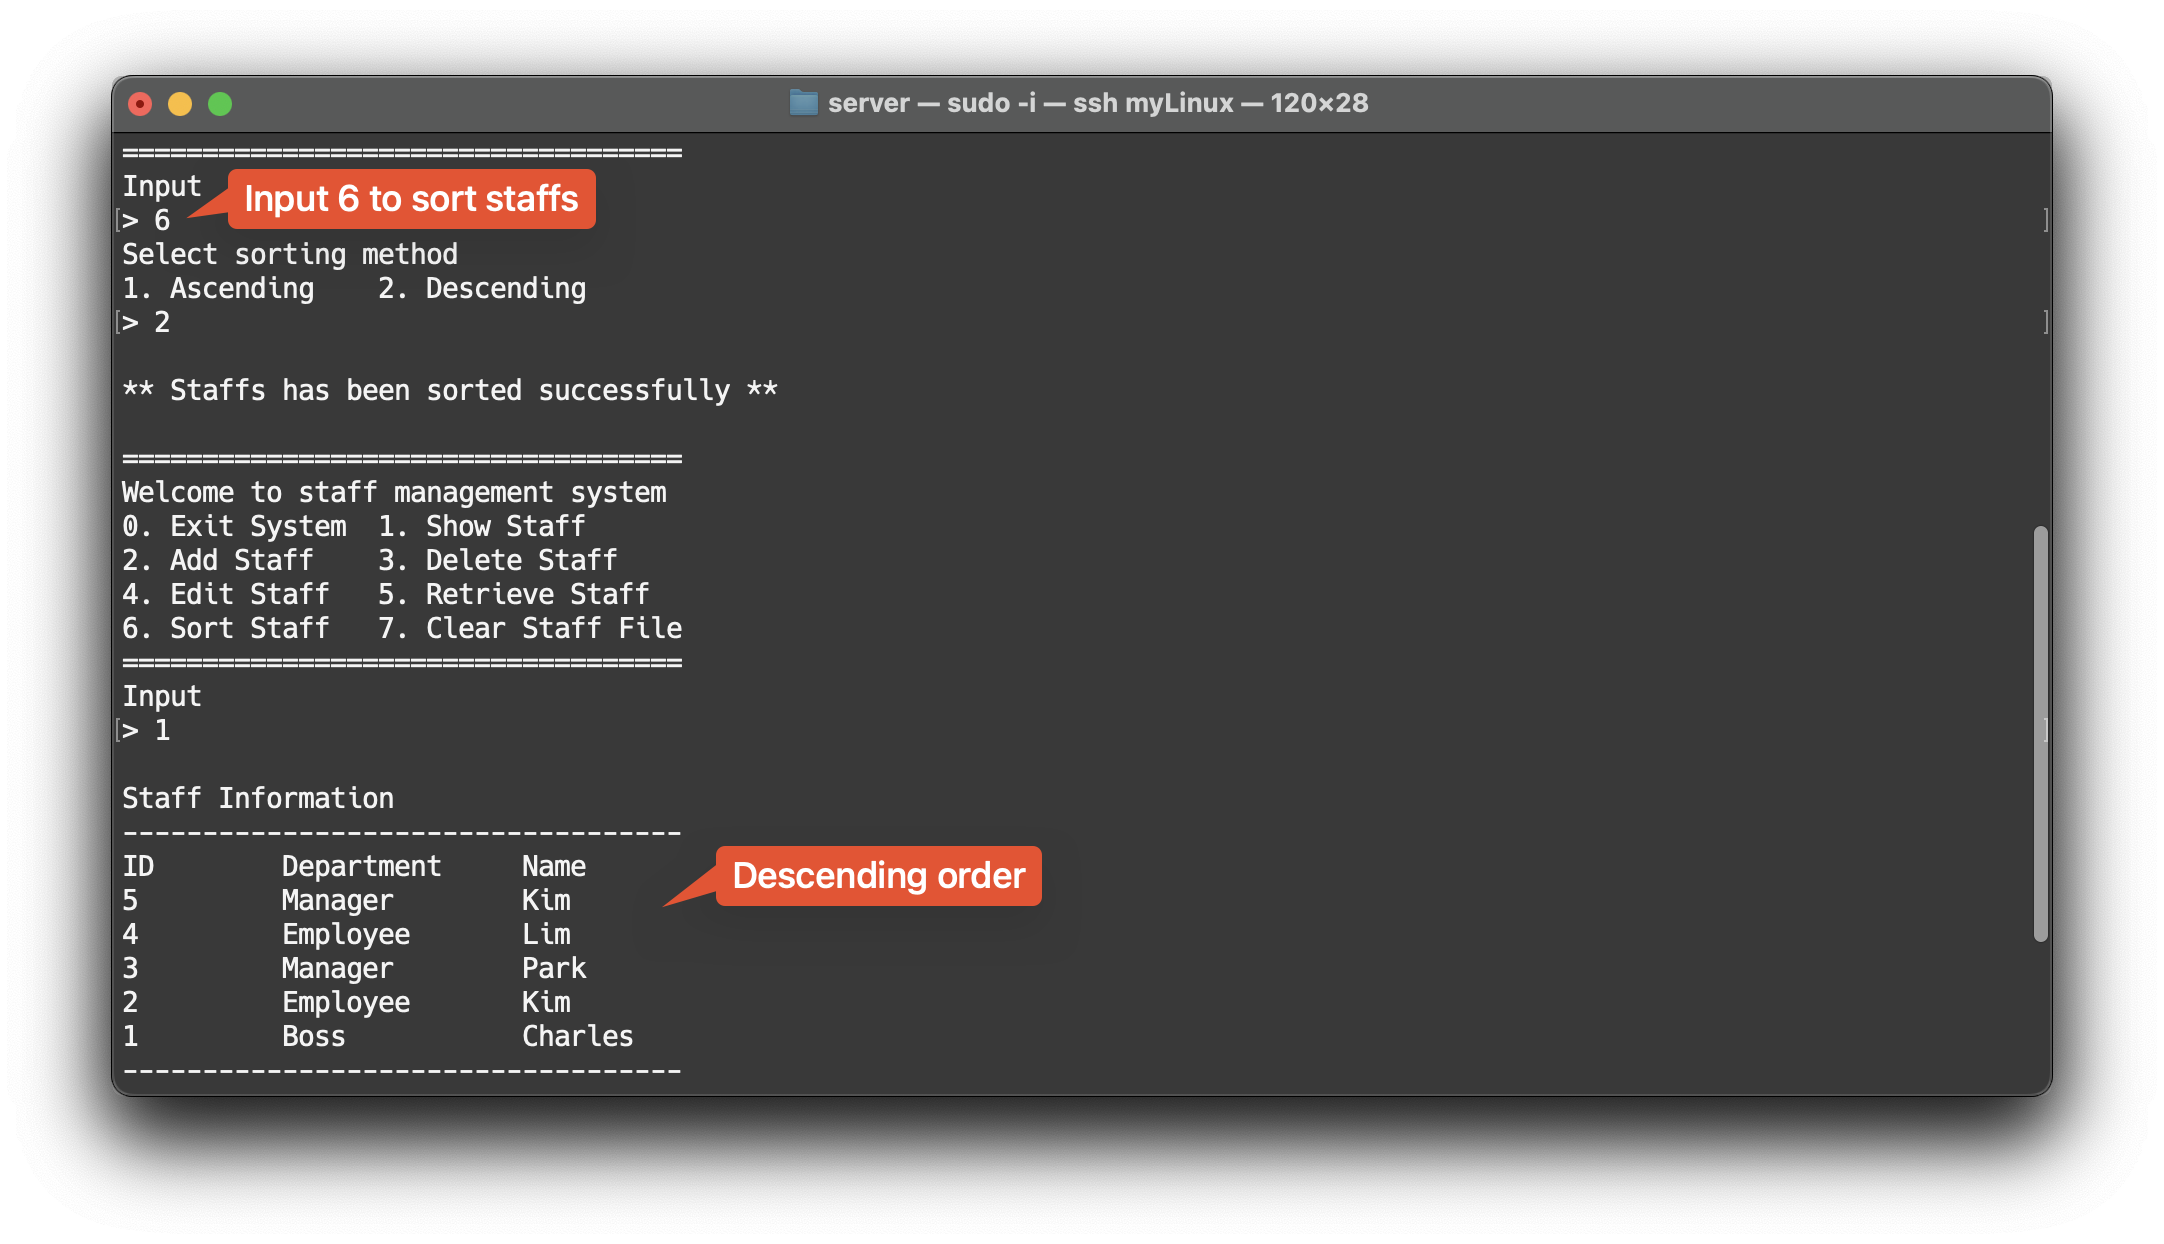 server — sudo -i — ssh myLinux — 120×28
===================================
Input
Input 6 to sort staffs
[> 6 ]
Select sorting method
1. Ascending    2. Descending
[> 2 ]
** Staffs has been sorted successfully **
===================================
Welcome to staff management system
0. Exit System  1. Show Staff
2. Add Staff    3. Delete Staff
4. Edit Staff   5. Retrieve Staff
6. Sort Staff   7. Clear Staff File
===================================
Input
[> 1 ]
Staff Information
-----------------------------------
ID        Department     Name
Descending order
5         Manager        Kim
4         Employee       Lim
3         Manager        Park
2         Employee       Kim
1         Boss           Charles
-----------------------------------